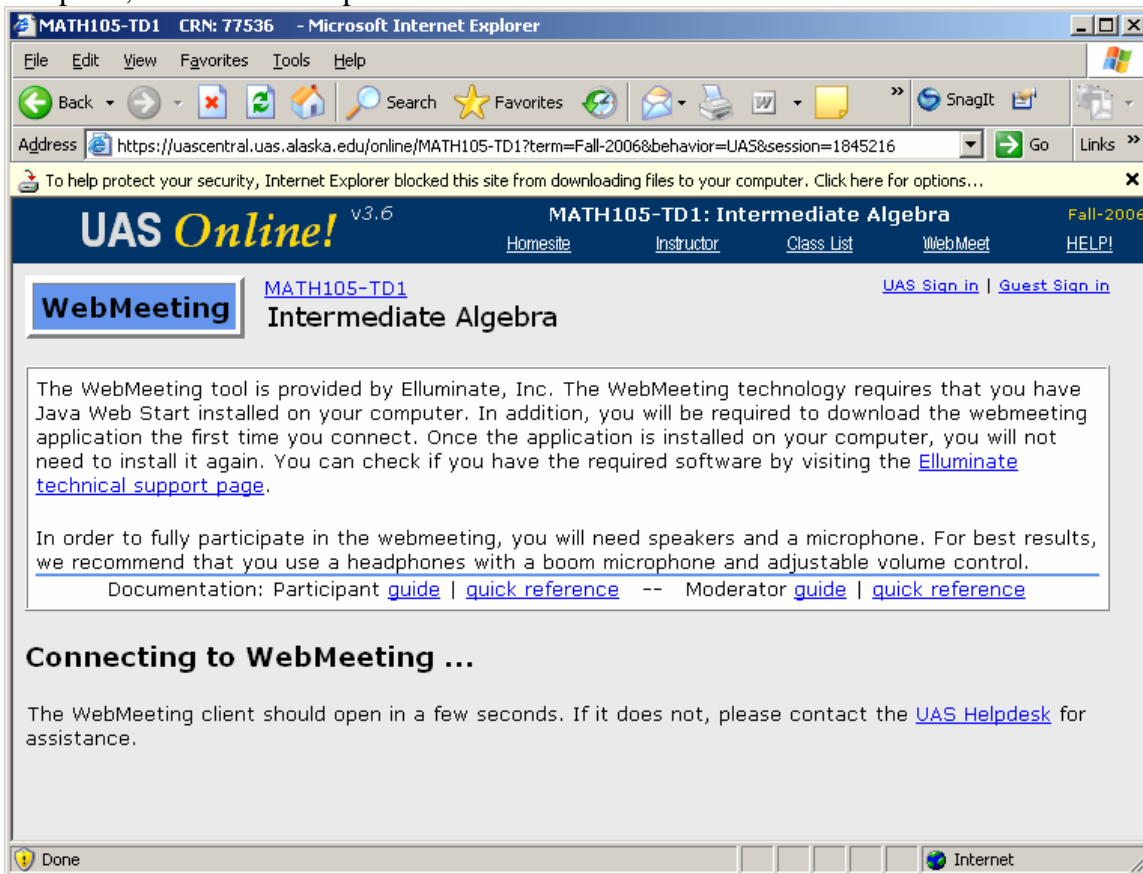 MATH105-TD1 CRN: 77536 - Microsoft Internet Explorer
File Edit View Favorites Tools Help
Back Search Favorites » SnagIt
Address https://uascentral.uas.alaska.edu/online/MATH105-TD1?term=Fall-2006&behavior=UAS&session=1845216 Go Links »
To help protect your security, Internet Explorer blocked this site from downloading files to your computer. Click here for options...
UAS Online! v3.6 MATH105-TD1: Intermediate Algebra Fall-2006
Homesite Instructor Class List WebMeet HELP!
WebMeeting MATH105-TD1 UAS Sign in | Guest Sign in
Intermediate Algebra
The WebMeeting tool is provided by Elluminate, Inc. The WebMeeting technology requires that you have
Java Web Start installed on your computer. In addition, you will be required to download the webmeeting
application the first time you connect. Once the application is installed on your computer, you will not
need to install it again. You can check if you have the required software by visiting the Elluminate
technical support page.
In order to fully participate in the webmeeting, you will need speakers and a microphone. For best results,
we recommend that you use a headphones with a boom microphone and adjustable volume control.
Documentation: Participant guide | quick reference -- Moderator guide | quick reference
Connecting to WebMeeting ...
The WebMeeting client should open in a few seconds. If it does not, please contact the UAS Helpdesk for
assistance.
Done Internet